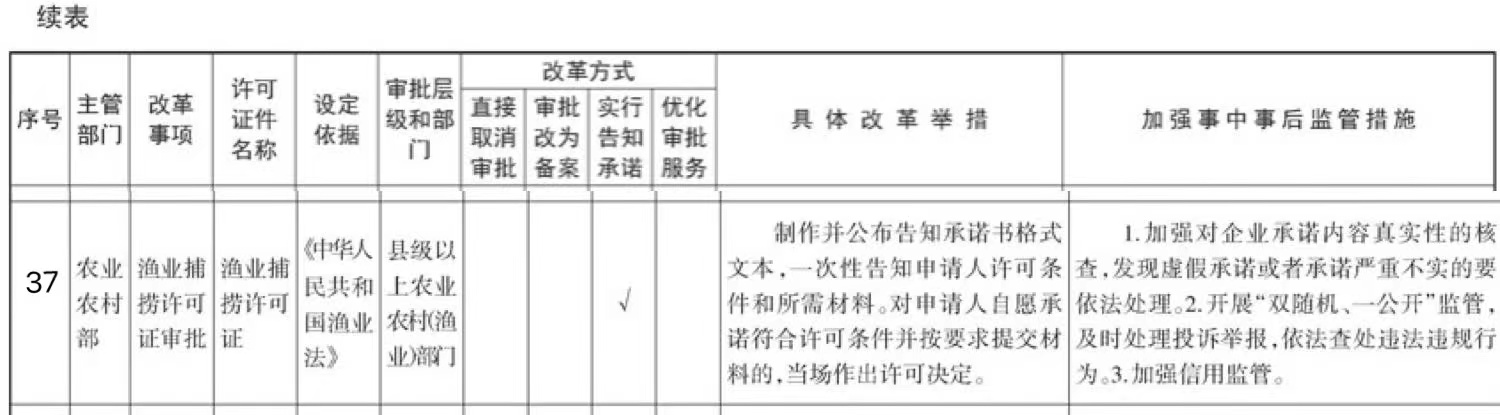 续表
序号
主管
部门
改革
事项
许可
证件
名称
设定
依据
审批层
级和部
门
改革方式
直接
取消
审批
审批
改为
备案
实行
告知
承诺
优化
审批
服务
具体改革举措
加强事中事后监管措施
37
农业
农村
部
渔业捕
捞许可
证审批
渔业捕
捞许可
证
《中华人
民共和
国渔业
法》
县级以
上农业
农村(渔
业)部门
√
制作并公布告知承诺书格式
文本,一次性告知申请人许可条
件和所需材料。对申请人自愿承
诺符合许可条件并按要求提交材
料的,当场作出许可决定。
1.加强对企业承诺内容真实性的核
查,发现虚假承诺或者承诺严重不实的要
依法处理。2.开展“双随机、一公开”监管,
及时处理投诉举报,依法查处违法违规行
为。3.加强信用监管。